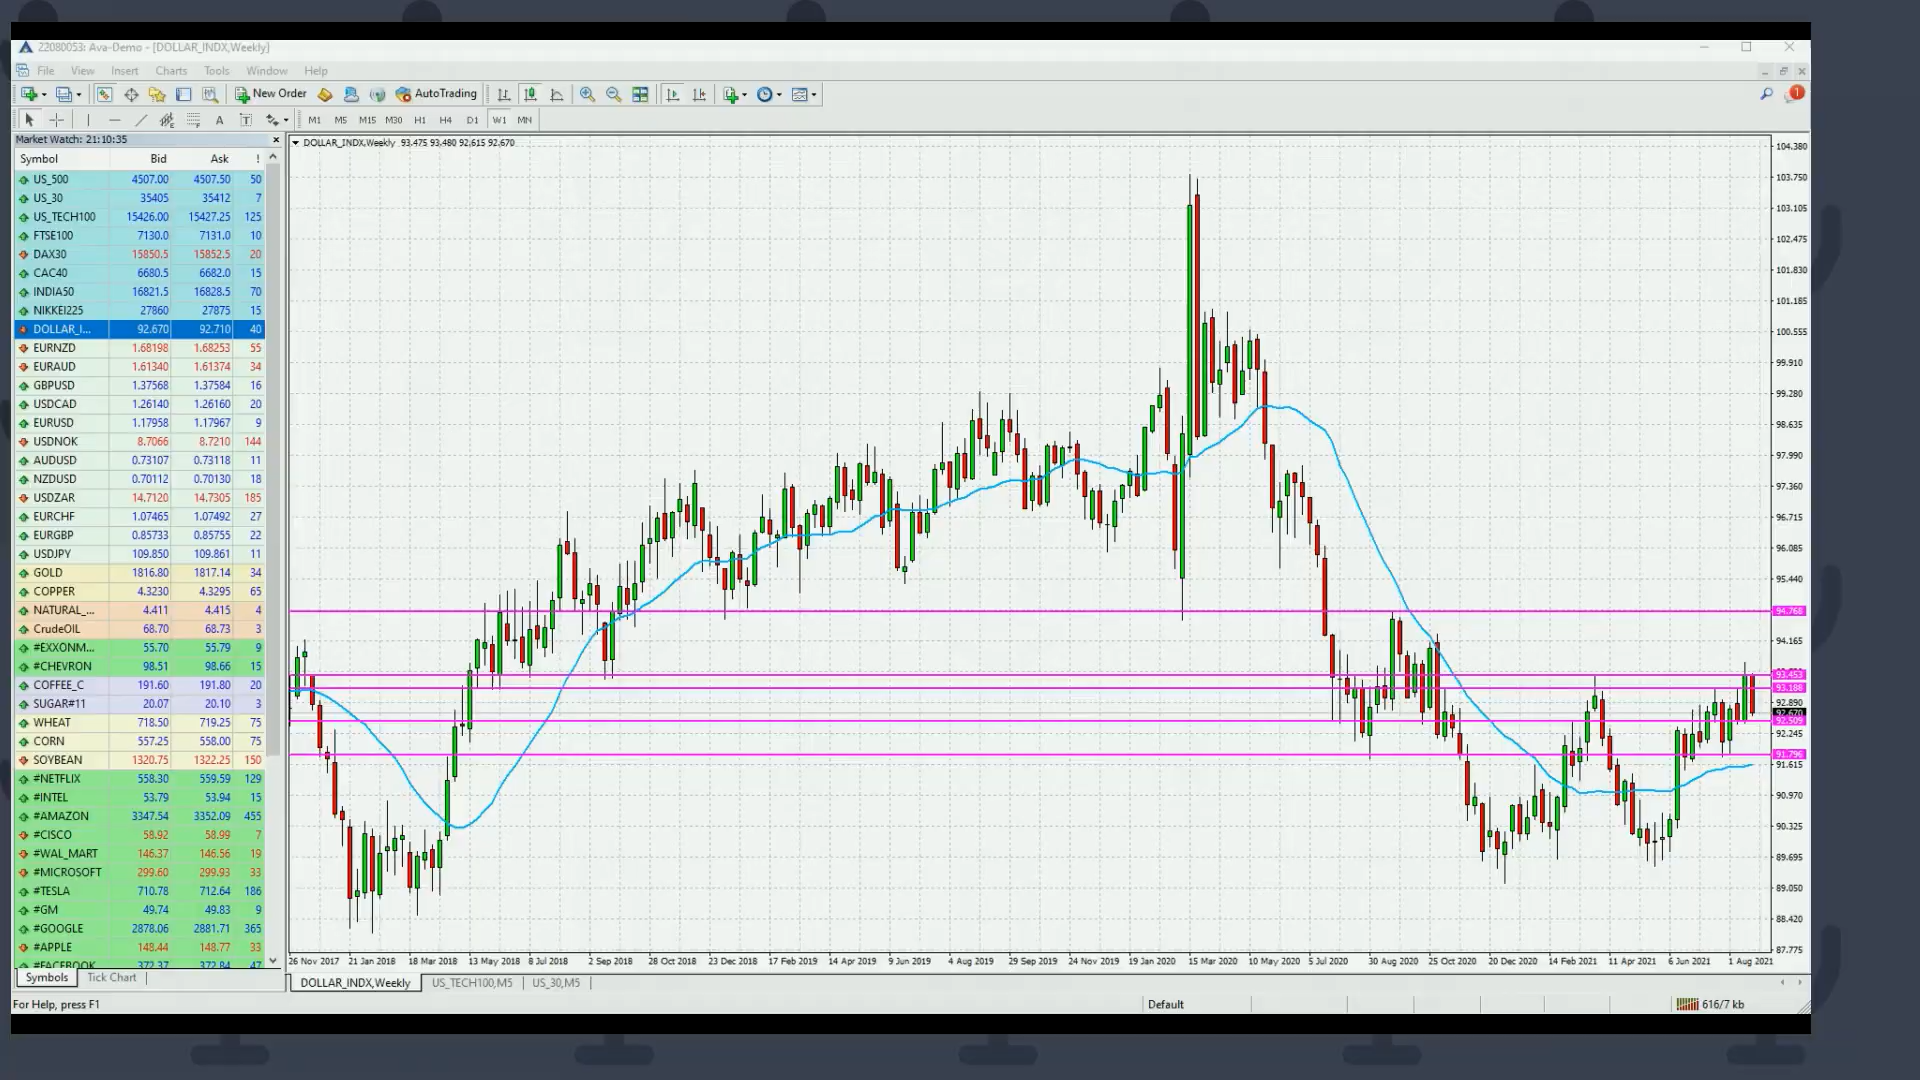 22080053: Ava-Demo - [DOLLAR_INDX,Weekly]
File View Insert Charts Tools Window Help
New Order AutoTrading 1
A T M1 M5 M15 M30 H1 H4 D1 W1 MN
Market Watch: 21:10:35
Symbol Bid Ask !
US_500 4507.00 4507.50 50
US_30 35405 35412 7
US_TECH100 15426.00 15427.25 125
FTSE100 7130.0 7131.0 10
DAX30 15850.5 15852.5 20
CAC40 6680.5 6682.0 15
INDIA50 16821.5 16828.5 70
NIKKEI225 27860 27875 15
DOLLAR_I... 92.670 92.710 40
EURNZD 1.68198 1.68253 55
EURAUD 1.61340 1.61374 34
GBPUSD 1.37568 1.37584 16
USDCAD 1.26140 1.26160 20
EURUSD 1.17958 1.17967 9
USDNOK 8.7066 8.7210 144
AUDUSD 0.73107 0.73118 11
NZDUSD 0.70112 0.70130 18
USDZAR 14.7120 14.7305 185
EURCHF 1.07465 1.07492 27
EURGBP 0.85733 0.85755 22
USDJPY 109.850 109.861 11
GOLD 1816.80 1817.14 34
COPPER 4.3230 4.3295 65
NATURAL_... 4.411 4.415 4
CrudeOIL 68.70 68.73 3
#EXXONM... 55.70 55.79 9
#CHEVRON 98.51 98.66 15
COFFEE_C 191.60 191.80 20
SUGAR#11 20.07 20.10 3
WHEAT 718.50 719.25 75
CORN 557.25 558.00 75
SOYBEAN 1320.75 1322.25 150
#NETFLIX 558.30 559.59 129
#INTEL 53.79 53.94 15
#AMAZON 3347.54 3352.09 455
#CISCO 58.92 58.99 7
#WAL_MART 146.37 146.56 19
#MICROSOFT 299.60 299.93 33
#TESLA 710.78 712.64 186
#GM 49.74 49.83 9
#GOOGLE 2878.06 2881.71 365
#APPLE 148.44 148.77 33
#FACEBOOK 372.37 372.84 47
Symbols Tick Chart
DOLLAR_INDX,Weekly 93.475 93.480 92.615 92.670
104.380
103.750
103.105
102.475
101.830
101.185
100.555
99.910
99.280
98.635
97.990
97.360
96.715
96.085
95.440
94.768
94.165
93.453
93.188
92.890
92.670
92.509
92.245
91.796
91.615
90.970
90.325
89.695
89.050
88.420
87.775
26 Nov 2017 21 Jan 2018 18 Mar 2018 13 May 2018 8 Jul 2018 2 Sep 2018 28 Oct 2018 23 Dec 2018 17 Feb 2019 14 Apr 2019 9 Jun 2019 4 Aug 2019 29 Sep 2019 24 Nov 2019 19 Jan 2020 15 Mar 2020 10 May 2020 5 Jul 2020 30 Aug 2020 25 Oct 2020 20 Dec 2020 14 Feb 2021 11 Apr 2021 6 Jun 2021 1 Aug 2021
DOLLAR_INDX,Weekly US_TECH100,M5 US_30,M5
For Help, press F1 Default 616/7 kb